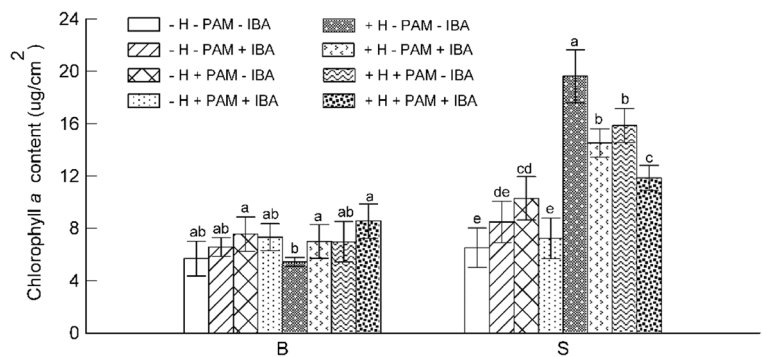 24
20
16
12
8
4
0
Chlorophyll a content (ug/cm2)
- H - PAM - IBA
- H - PAM + IBA
- H + PAM - IBA
- H + PAM + IBA
+ H - PAM - IBA
+ H - PAM + IBA
+ H + PAM - IBA
+ H + PAM + IBA
ab ab a ab b a ab a
e de cd e a b b c
B S